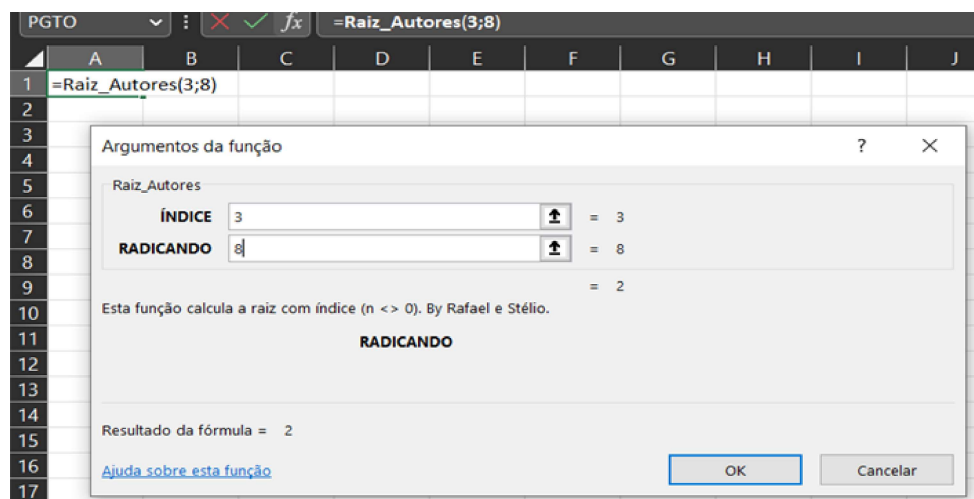 PGTO fx =Raiz_Autores(3;8)
A B C D E F G H I J
1 =Raiz_Autores(3;8)
2
3
Argumentos da função ? ×
4
5 Raiz_Autores
6 ÍNDICE 3 = 3
7
RADICANDO 8 = 8
8
9 = 2
10 Esta função calcula a raiz com índice (n <> 0). By Rafael e Stélio.
11 RADICANDO
12
13
14
15 Resultado da fórmula = 2
16 Ajuda sobre esta função OK Cancelar
17